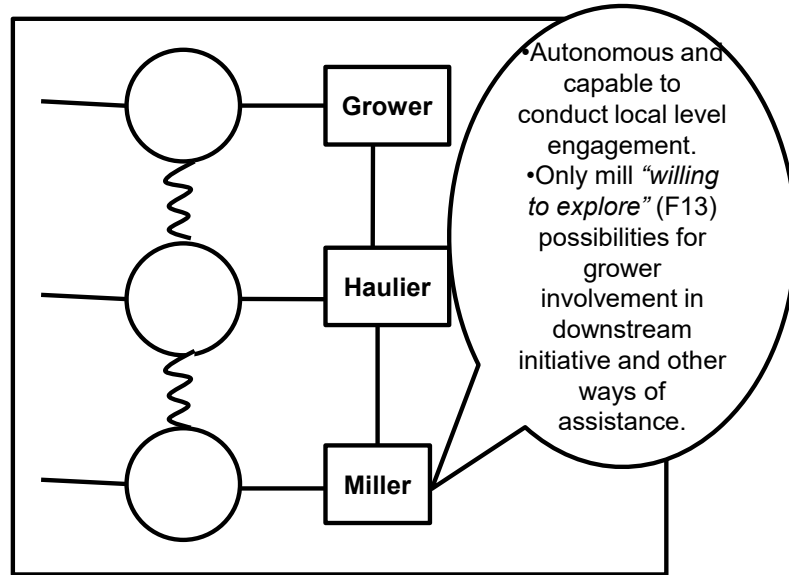 Grower
Haulier
Miller
•Autonomous and
capable to
conduct local level
engagement.
•Only mill “willing
to explore” (F13)
possibilities for
grower
involvement in
downstream
initiative and other
ways of
assistance.